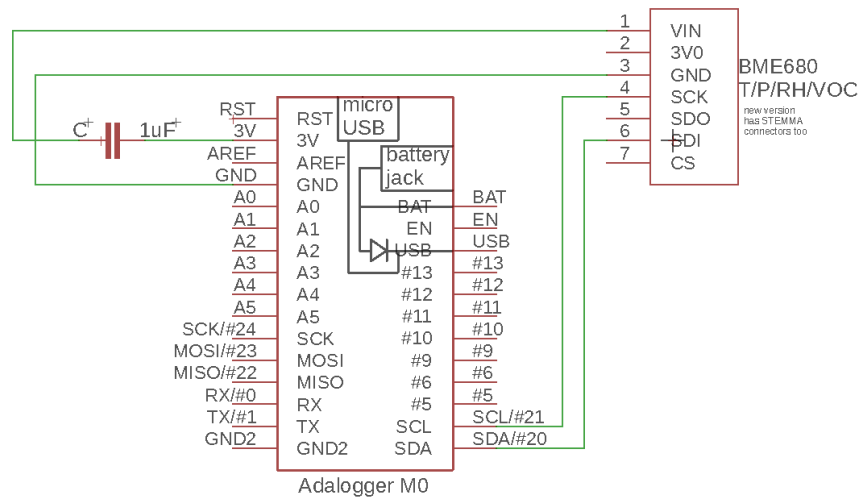 1
VIN
2
3V0
3
GND
4
SCK
5
SDO
6
SDI
7
CS
BME680
T/P/RH/VOC
new version
has STEMMA
connectors too
C
1uF
micro
USB
battery
jack
RST
RST
3V
3V
AREF
AREF
GND
GND
A0
A0
BAT
BAT
A1
A1
EN
EN
A2
A2
USB
USB
A3
A3
#13
#13
A4
A4
#12
#12
A5
A5
#11
#11
SCK/#24
SCK
#10
#10
MOSI/#23
MOSI
#9
#9
MISO/#22
MISO
#6
#6
RX/#0
RX
#5
#5
TX/#1
TX
SCL
SCL/#21
GND2
GND2
SDA
SDA/#20
Adalogger M0